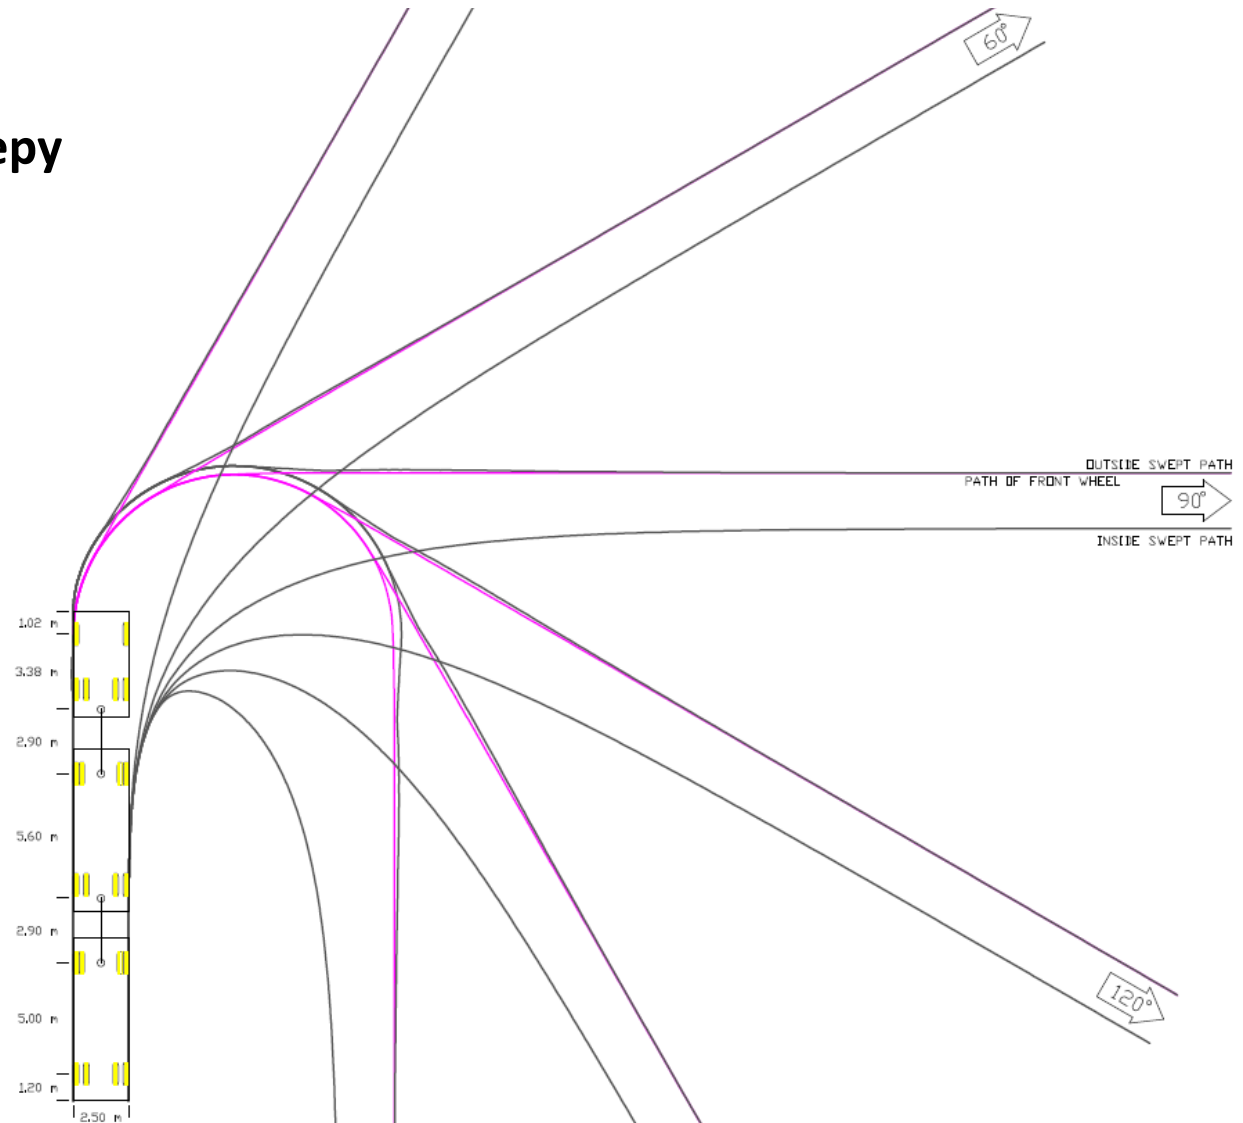 60°
epy
OUTSIDE SWEPT PATH
PATH OF FRONT WHEEL
90°
INSIDE SWEPT PATH
1.02 m
3.38 m
2.90 m
5.60 m
2.90 m
120°
5.00 m
1.20 m
2.50 m